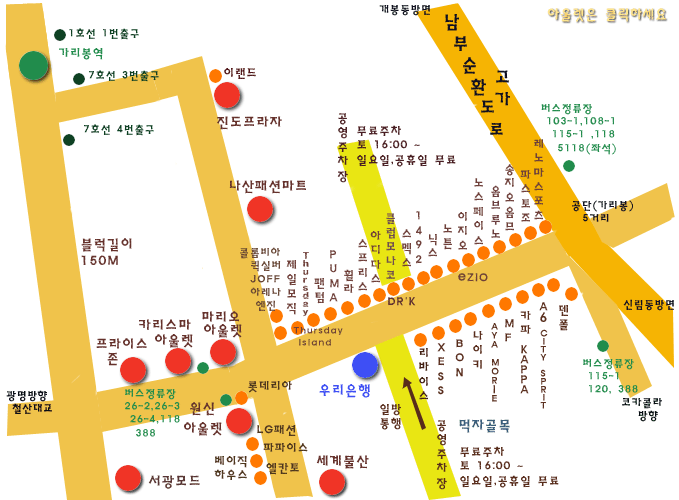 아울렛은 클릭하세요
개봉동방면
남부순환도로
고가
1호선 1번출구
가리봉역
7호선 3번출구
7호선 4번출구
이랜드
진도프라자
나산패션마트
공영주차장
무료주차
토 16:00 ~
일요일,공휴일 무료
버스정류장
103-1,108-1
115-1 ,118
5118(좌석)
공단(가리봉)
5거리
블럭길이
150M
콜롬비아
퀵실버
JOFF
아레나
엔진
제일모직
Thursday
팬텀
PUMA
휠라
스프리스
아디다스
클럽모나코
스펙스
1492
닉스
노튼
이지오
노스페이스
옴브루노
송지오옴므
파스토조
레노마스포츠
DR'K
ezio
Thursday
Island
신림동방면
마리오
아울렛
카리스마
아울렛
프라이스
존
광명방향
철산대교
버스정류장
26-2,26-3
26-4,118
388
원신
아울렛
롯데리아
LG패션
파파이스
베이직
하우스
엘칸토
서광모드
세계물산
우리은행
일방
통행
리바이스
XESS
BON
나이키
AYA MORIE
MF
카파 KAPPA
A6 CITY SPRIT
덴폴
버스정류장
115-1
120, 388
코카콜라
방향
먹자골목
공영주차장
무료주차
토 16:00 ~
일요일,공휴일 무료